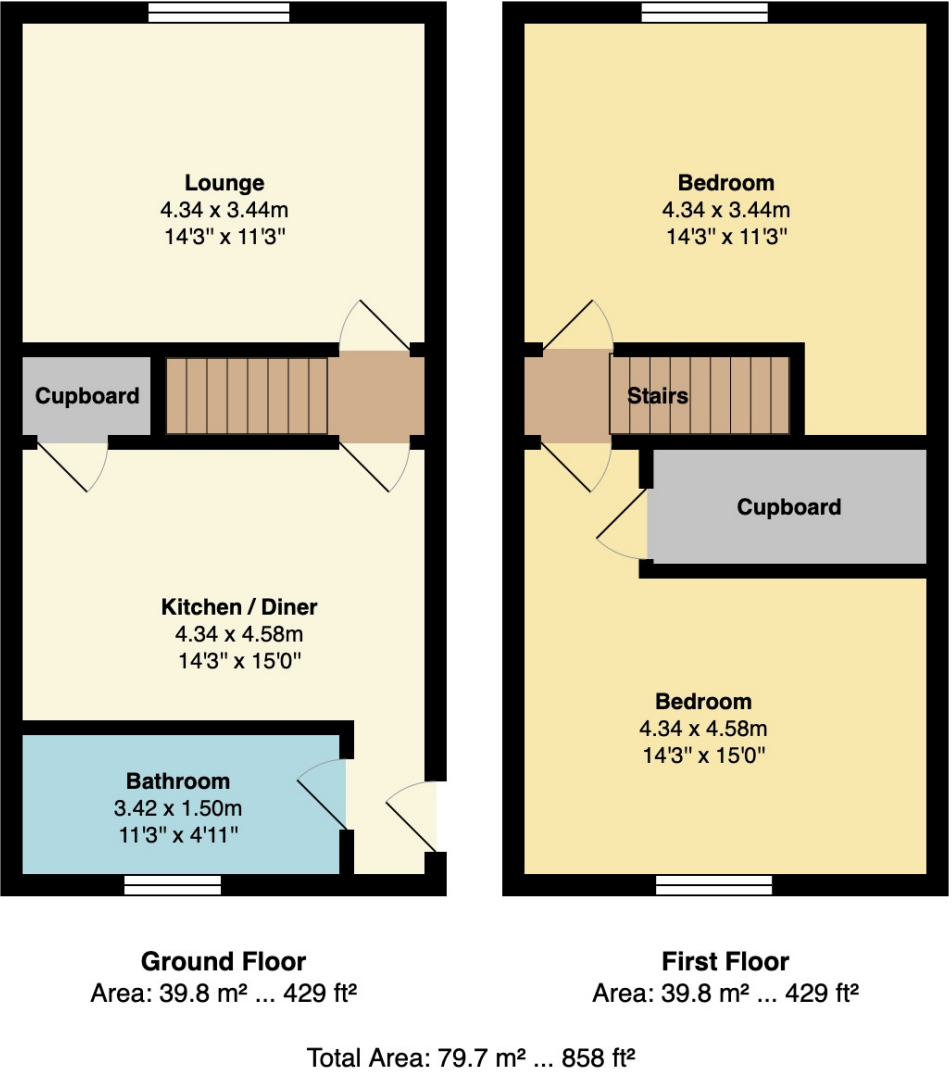 Lounge
4.34 x 3.44m
14'3" x 11'3"
Cupboard
Kitchen / Diner
4.34 x 4.58m
14'3" x 15'0"
Bathroom
3.42 x 1.50m
11'3" x 4'11"
Ground Floor
Area: 39.8 m² ... 429 ft²
Bedroom
4.34 x 3.44m
14'3" x 11'3"
Stairs
Cupboard
Bedroom
4.34 x 4.58m
14'3" x 15'0"
First Floor
Area: 39.8 m² ... 429 ft²
Total Area: 79.7 m² ... 858 ft²